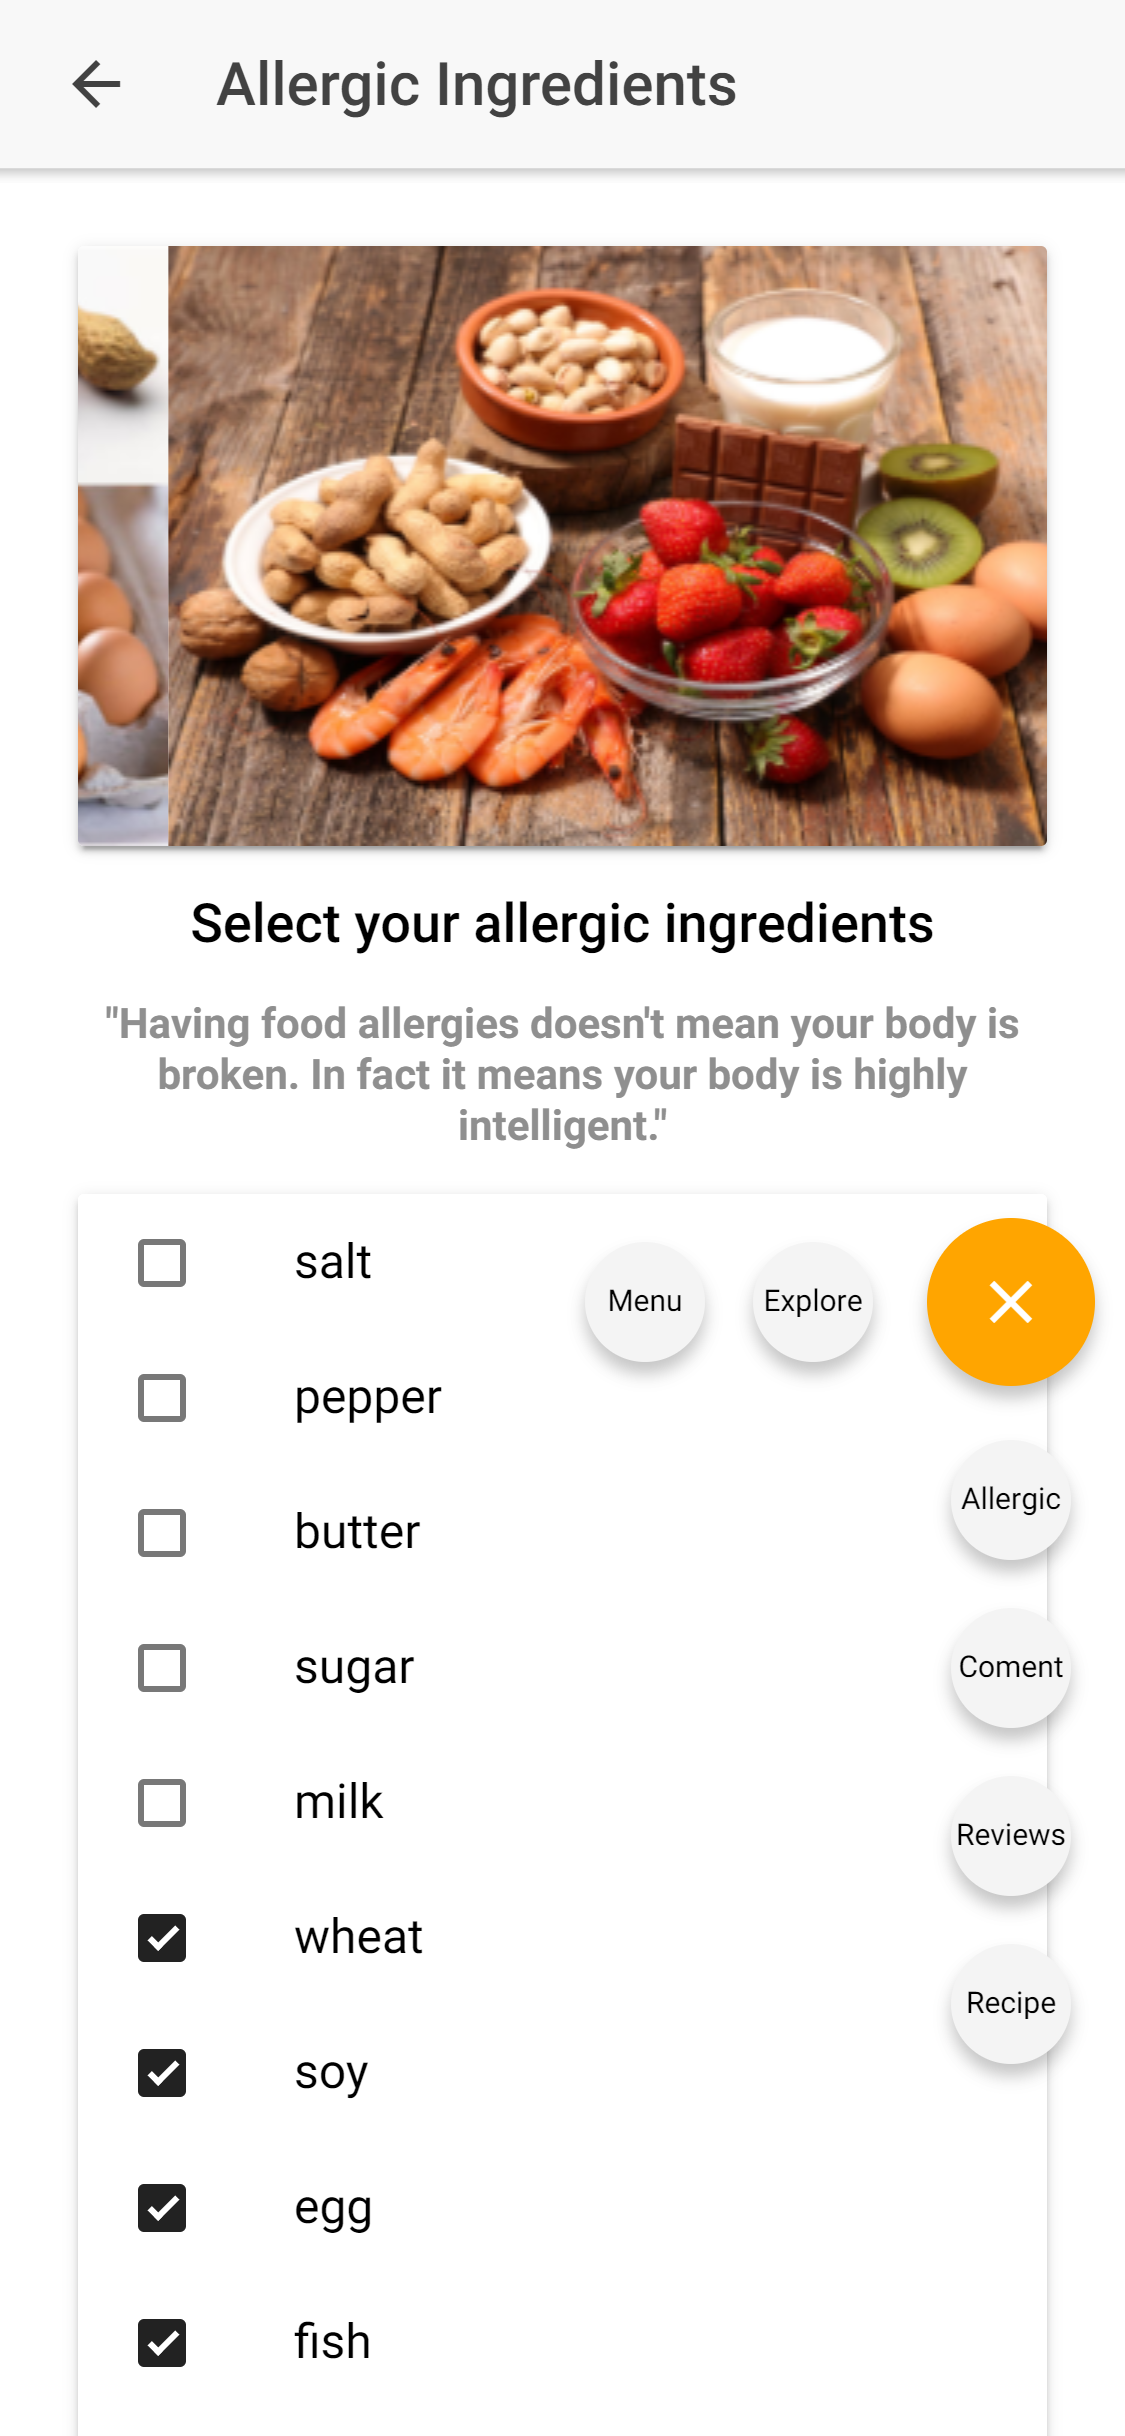 Allergic Ingredients
Select your allergic ingredients
"Having food allergies doesn't mean your body is
broken. In fact it means your body is highly
intelligent."
salt
Menu
Explore
pepper
Allergic
butter
sugar
Coment
milk
Reviews
wheat
Recipe
soy
egg
fish